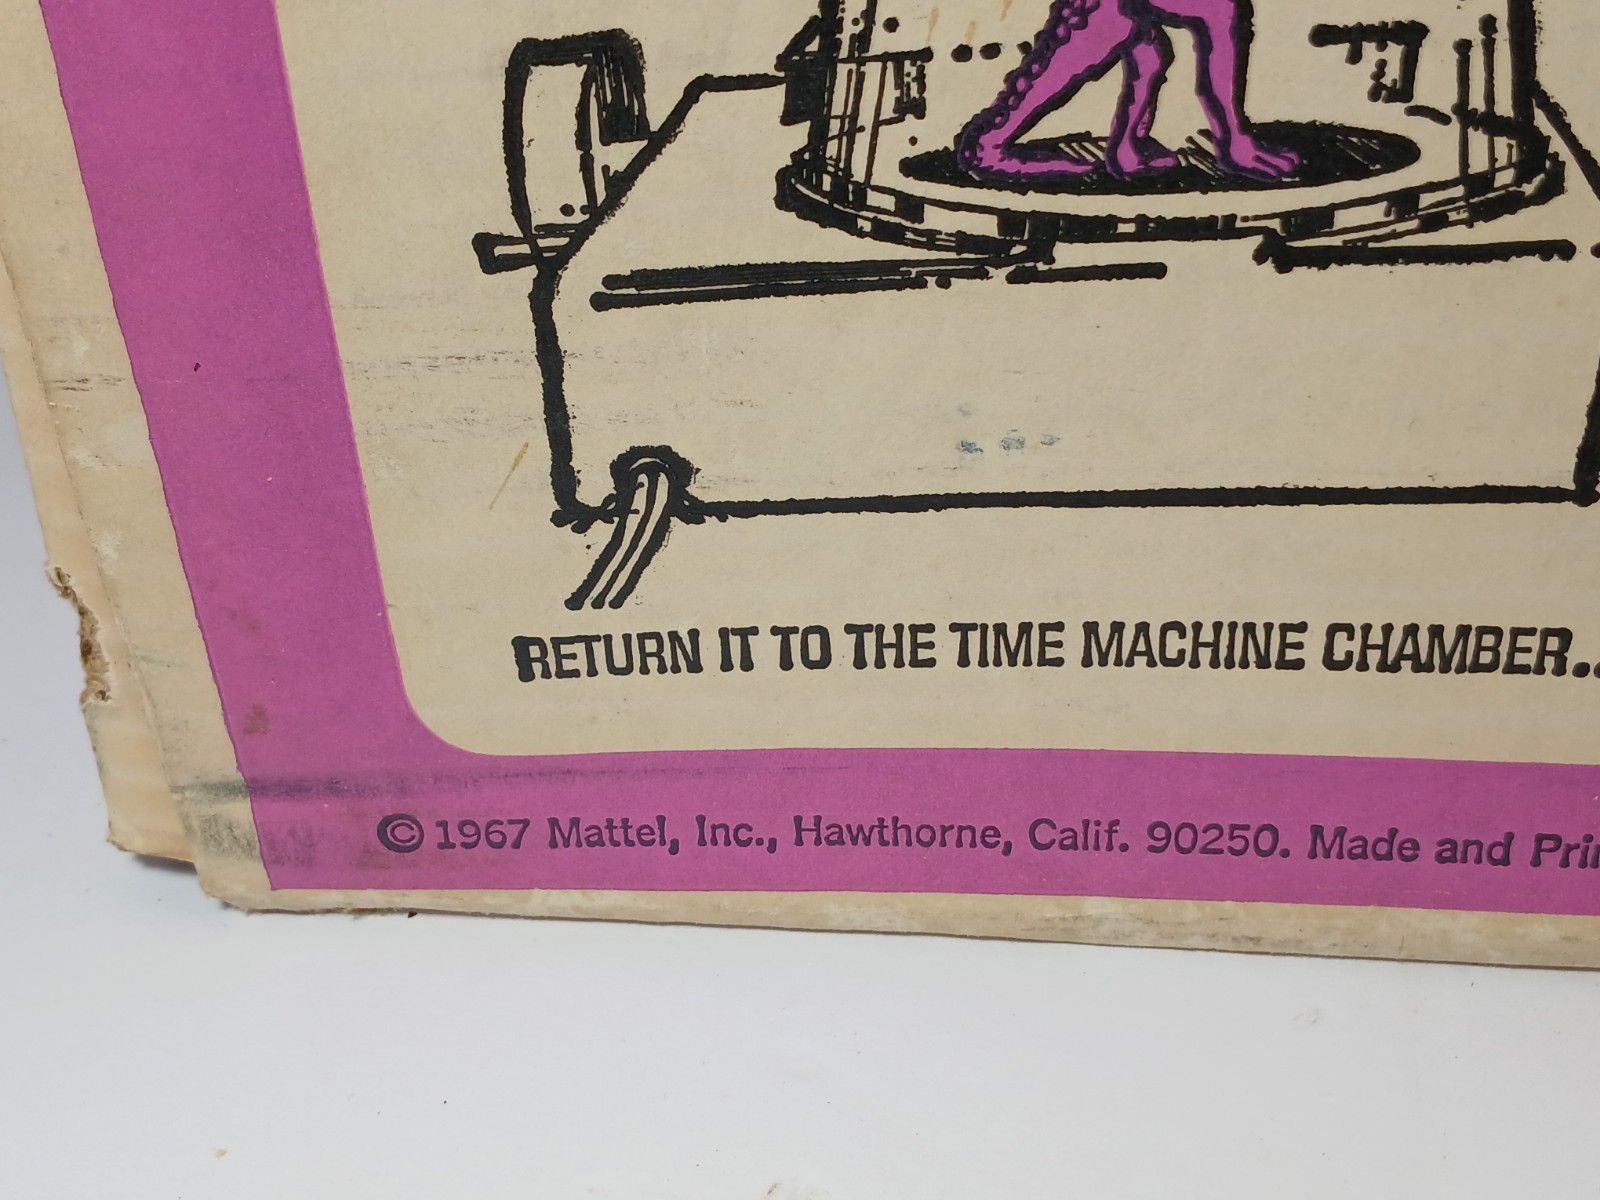 RETURN IT TO THE TIME MACHINE CHAMBER..
© 1967 Mattel, Inc., Hawthorne, Calif. 90250. Made and